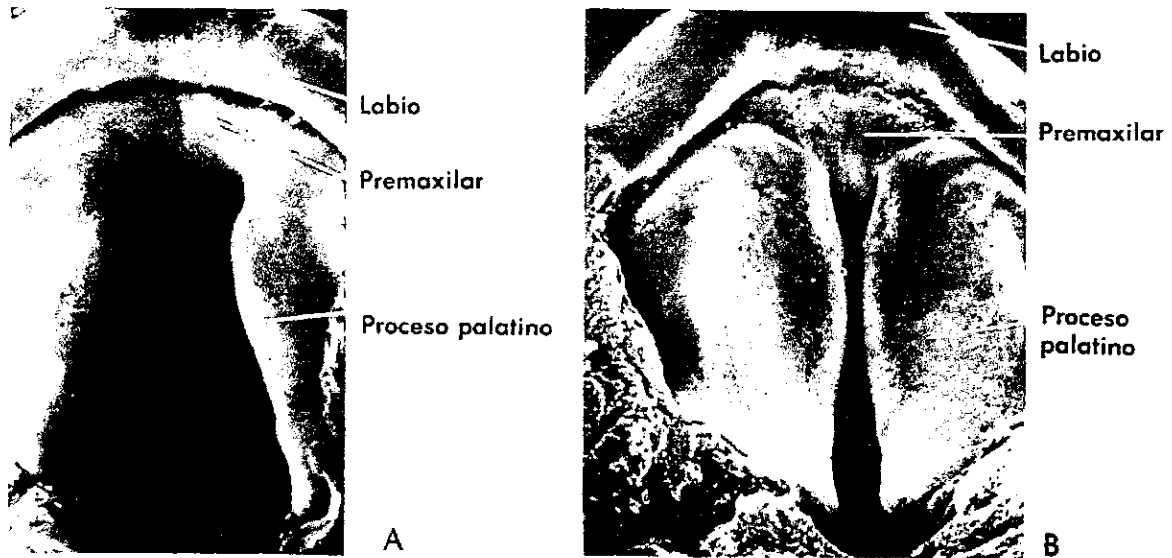 Labio
Premaxilar
Proceso palatino
A
Labio
Premaxilar
Proceso
palatino
B